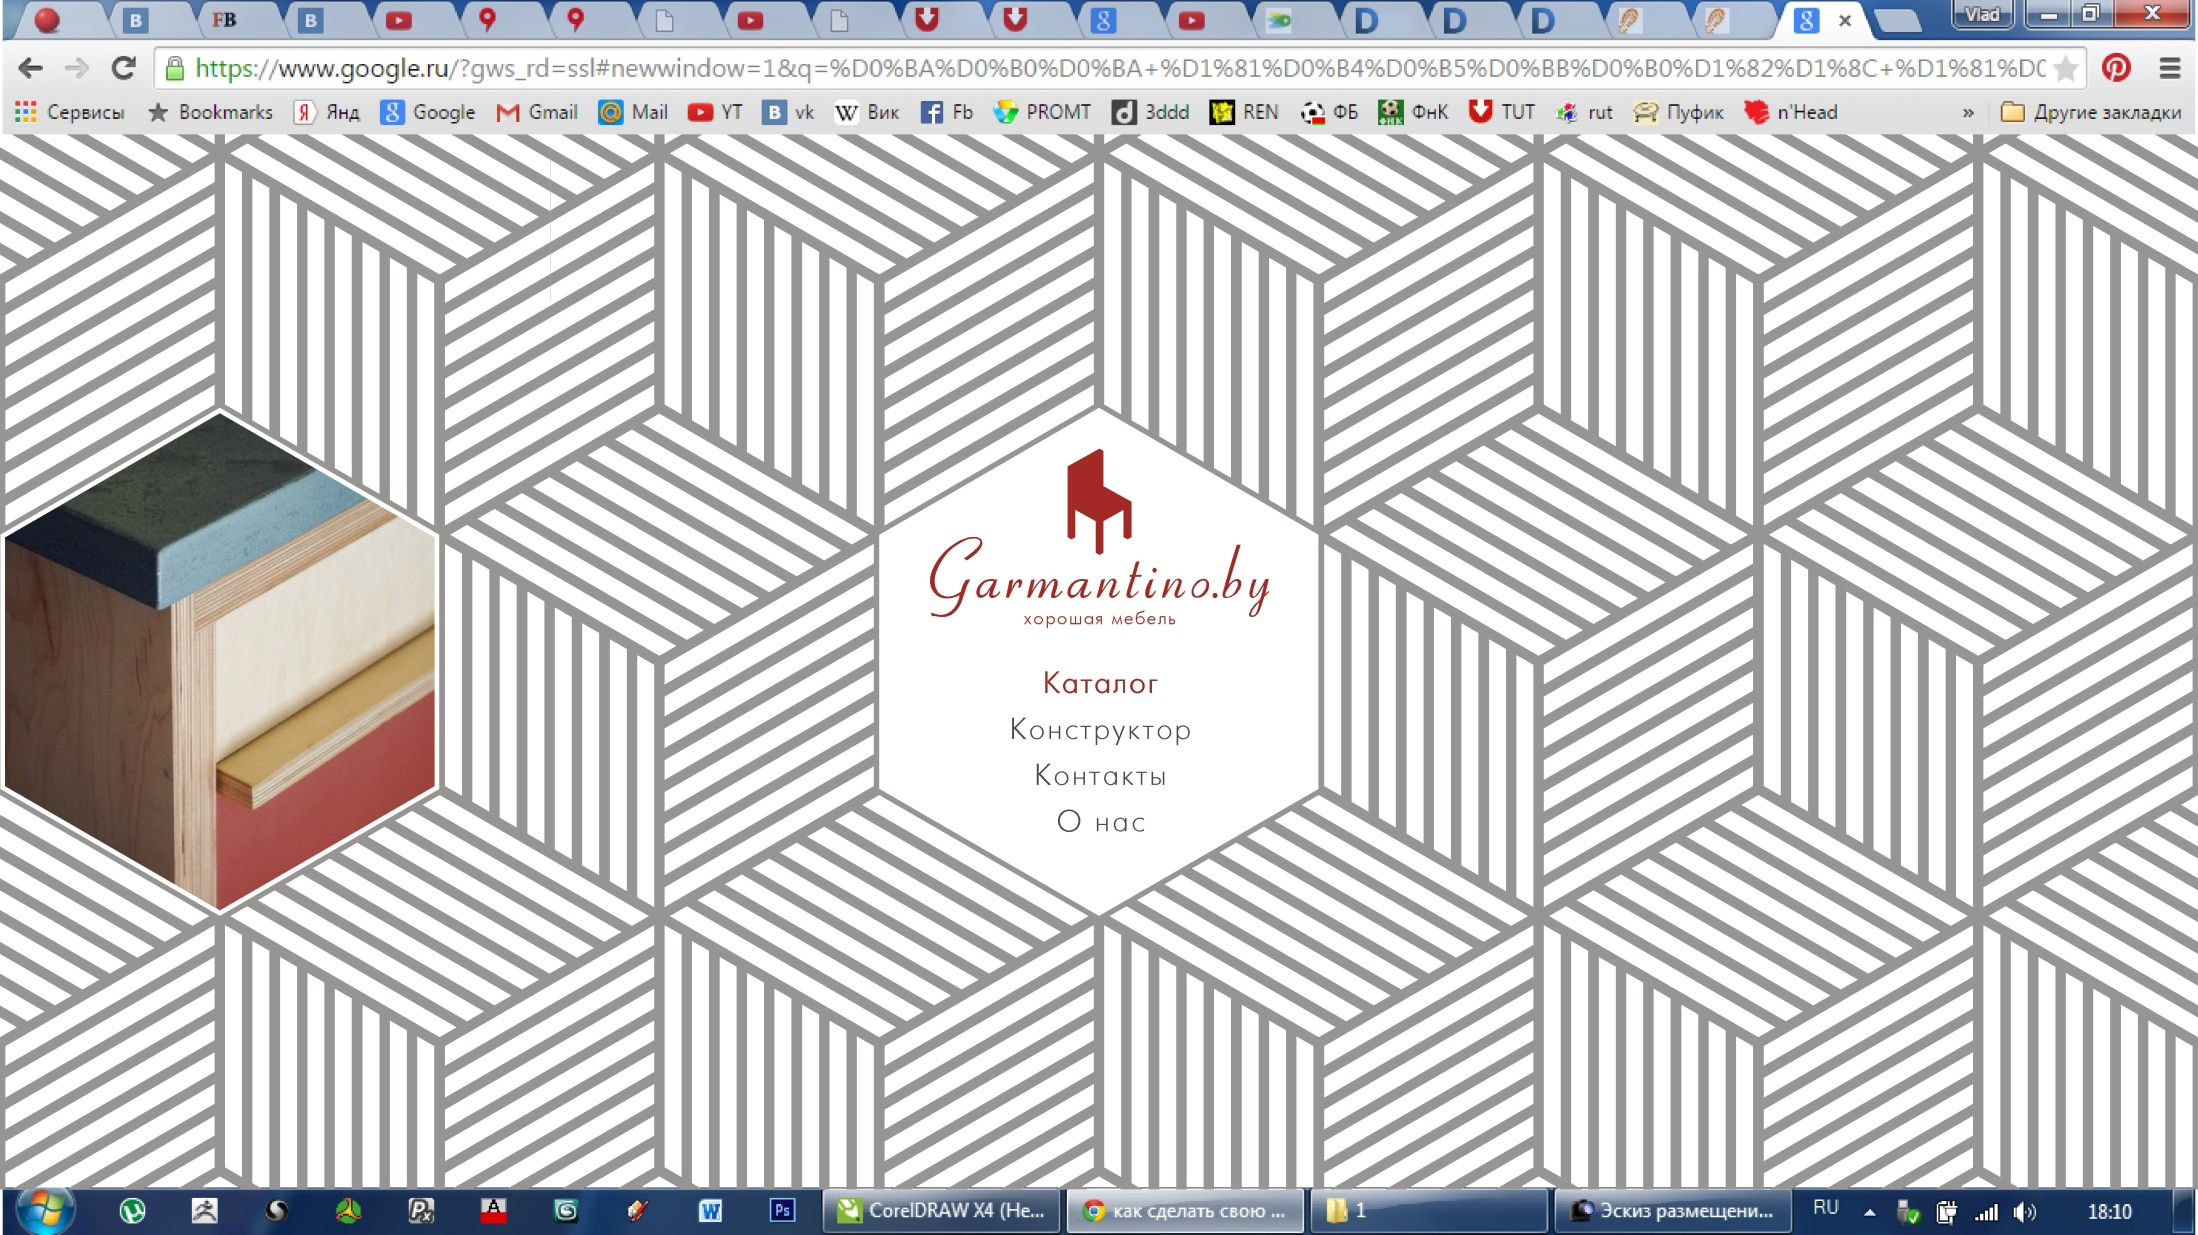 B FB B g D D D g Vlad
https://www.google.ru/?gws_rd=ssl#newwindow=1&q=%D0%BA%D0%B0%D0%BA+%D1%81%D0%B4%D0%B5%D0%BB%D0%B0%D1%82%D1%8C+%D1%81%D0
Сервисы Bookmarks Янд Google Gmail Mail YT vk Вик Fb PROMT 3ddd REN ФБ ФнК TUT rut Пуфик n'Head » Другие закладки
Garmantino.by
хорошая мебель
Каталог
Конструктор
Контакты
О нас
CorelDRAW X4 (Не... как сделать свою ... 1 Эскиз размещени... RU 18:10